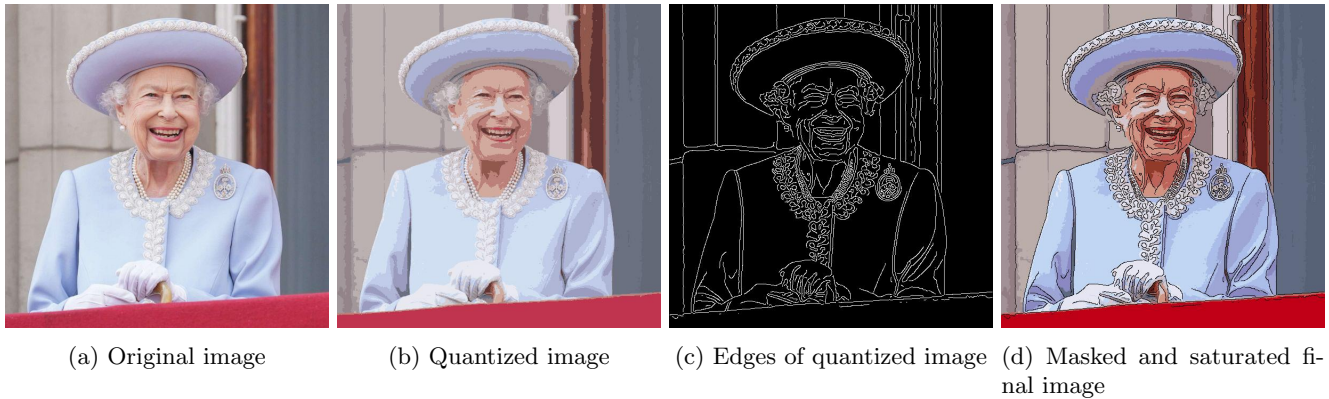 (a) Original image
(b) Quantized image
(c) Edges of quantized image
(d) Masked and saturated fi-
nal image